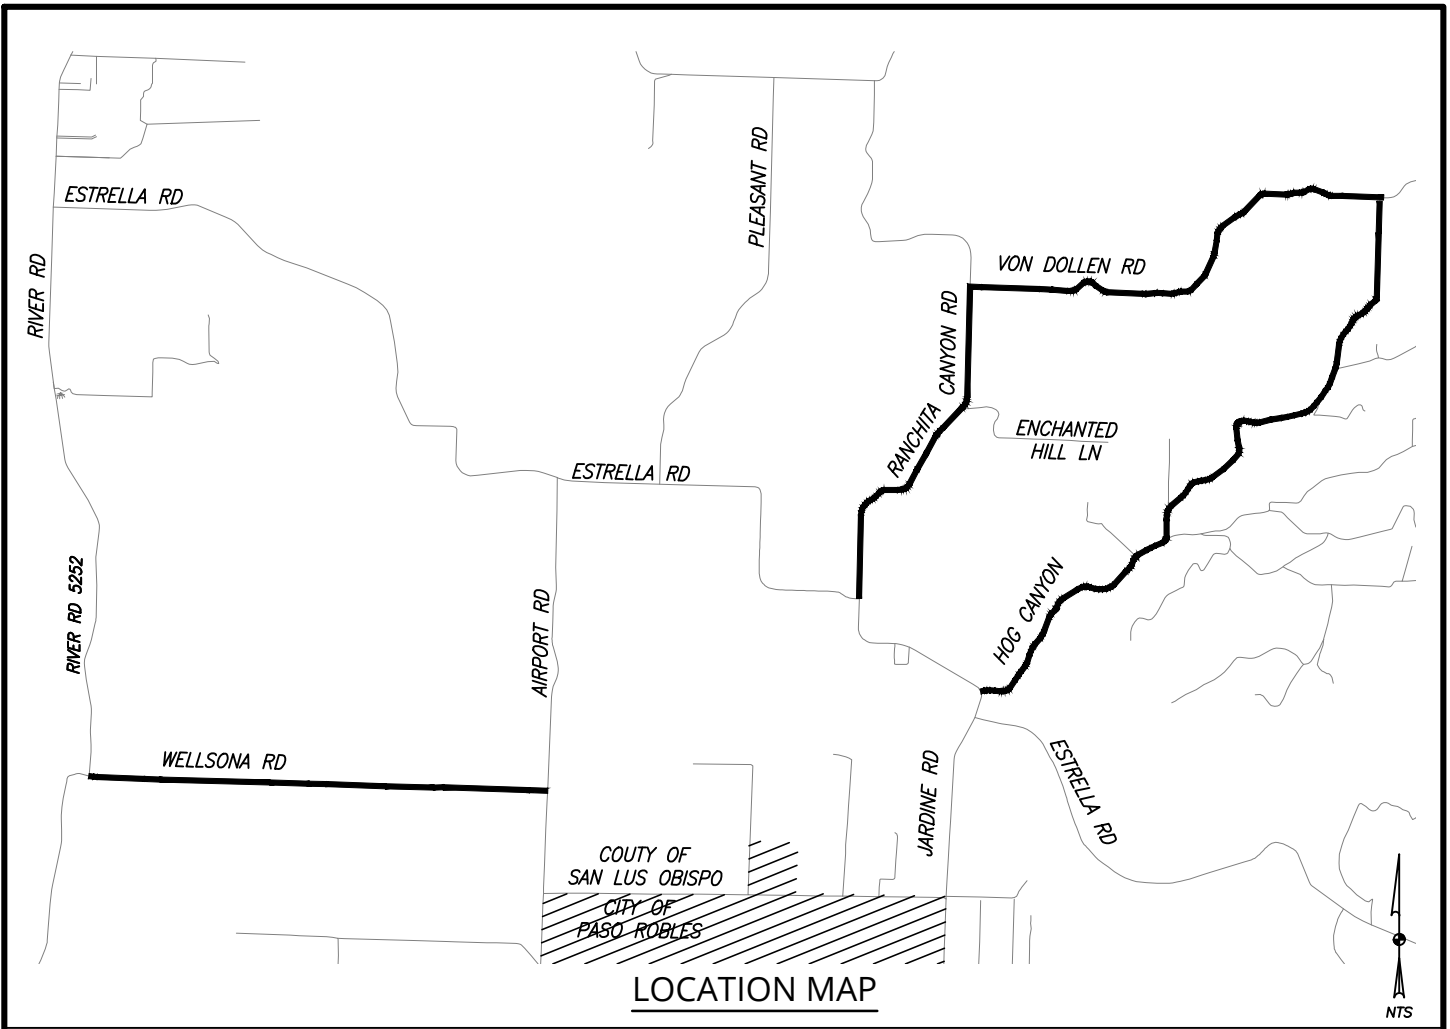 PLEASANT RD
ESTRELLA RD
RIVER RD
VON DOLLEN RD
RANCHITA CANYON RD
ENCHANTED
HILL LN
ESTRELLA RD
RIVER RD 5252
AIRPORT RD
HOG CANYON
WELLSONA RD
JARDINE RD
ESTRELLA RD
COUTY OF
SAN LUS OBISPO
CITY OF
PASO ROBLES
LOCATION MAP
NTS